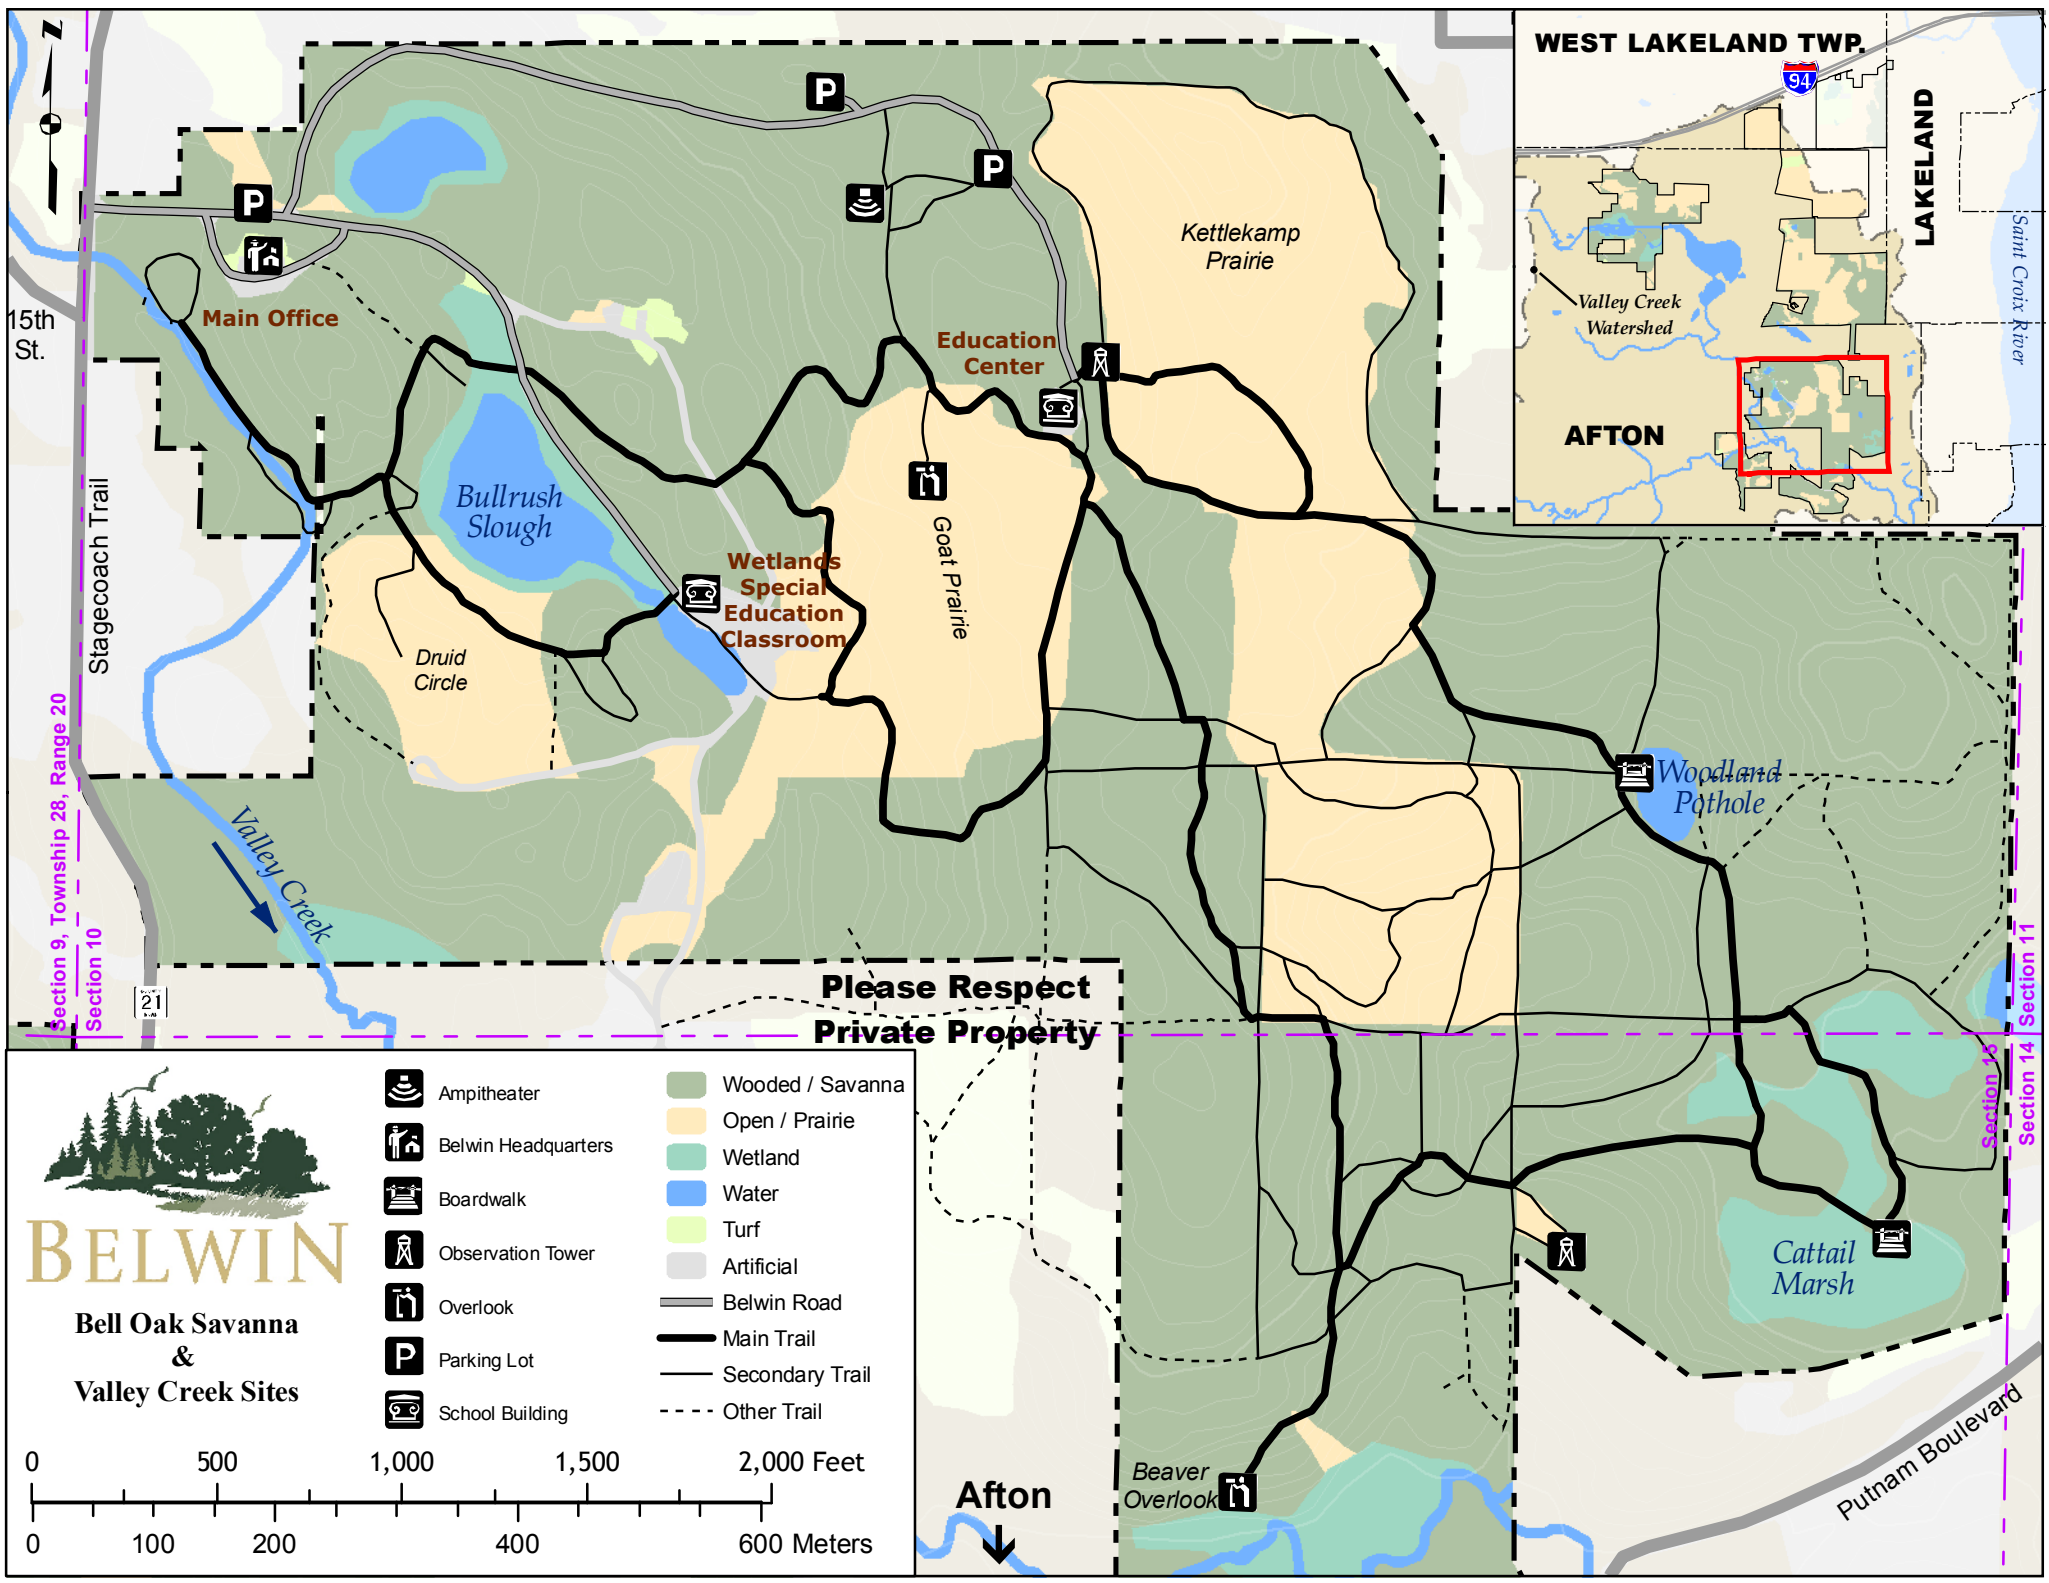 Z
WEST LAKELAND TWP.
94
LAKELAND
Saint Croix River
Valley Creek
Watershed
AFTON
P
P
P
Kettlekamp
Prairie
Main Office
15th
St.
Education
Center
Stagecoach Trail
Bullrush
Slough
Goat Prairie
Wetlands
Special
Education
Classroom
Druid
Circle
Woodland
Pothole
Valley Creek
Section 9, Township 28, Range 20
Section 10
21
Please Respect
Private Property
Section 11
Section 15
Section 14
Cattail
Marsh
Beaver
Overlook
Afton
Putnam Boulevard
BELWIN
Bell Oak Savanna
&
Valley Creek Sites
Ampitheater
Belwin Headquarters
Boardwalk
Observation Tower
Overlook
P Parking Lot
School Building
Wooded / Savanna
Open / Prairie
Wetland
Water
Turf
Artificial
Belwin Road
Main Trail
Secondary Trail
Other Trail
0 500 1,000 1,500 2,000 Feet
0 100 200 400 600 Meters